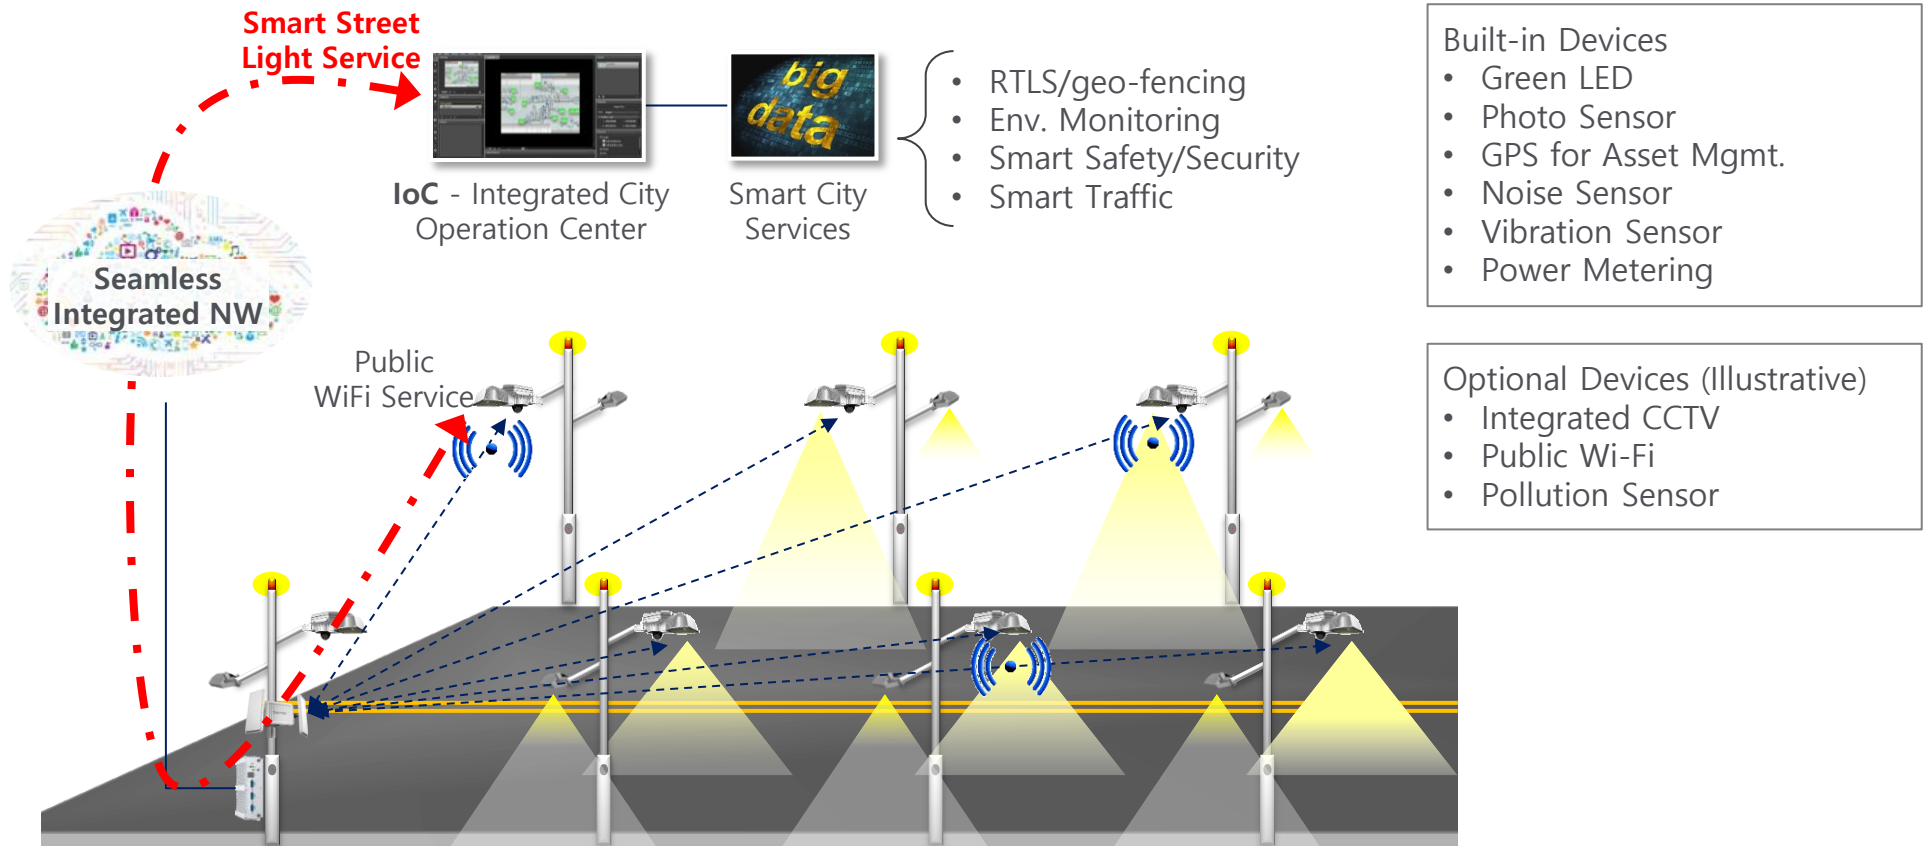 Smart Street
Light Service
IoC - Integrated City
Operation Center
big
data
Smart City
Services
• RTLS/geo-fencing
• Env. Monitoring
• Smart Safety/Security
• Smart Traffic
Built-in Devices
• Green LED
• Photo Sensor
• GPS for Asset Mgmt.
• Noise Sensor
• Vibration Sensor
• Power Metering
Seamless
Integrated NW
Public
WiFi Service
Optional Devices (Illustrative)
• Integrated CCTV
• Public Wi-Fi
• Pollution Sensor